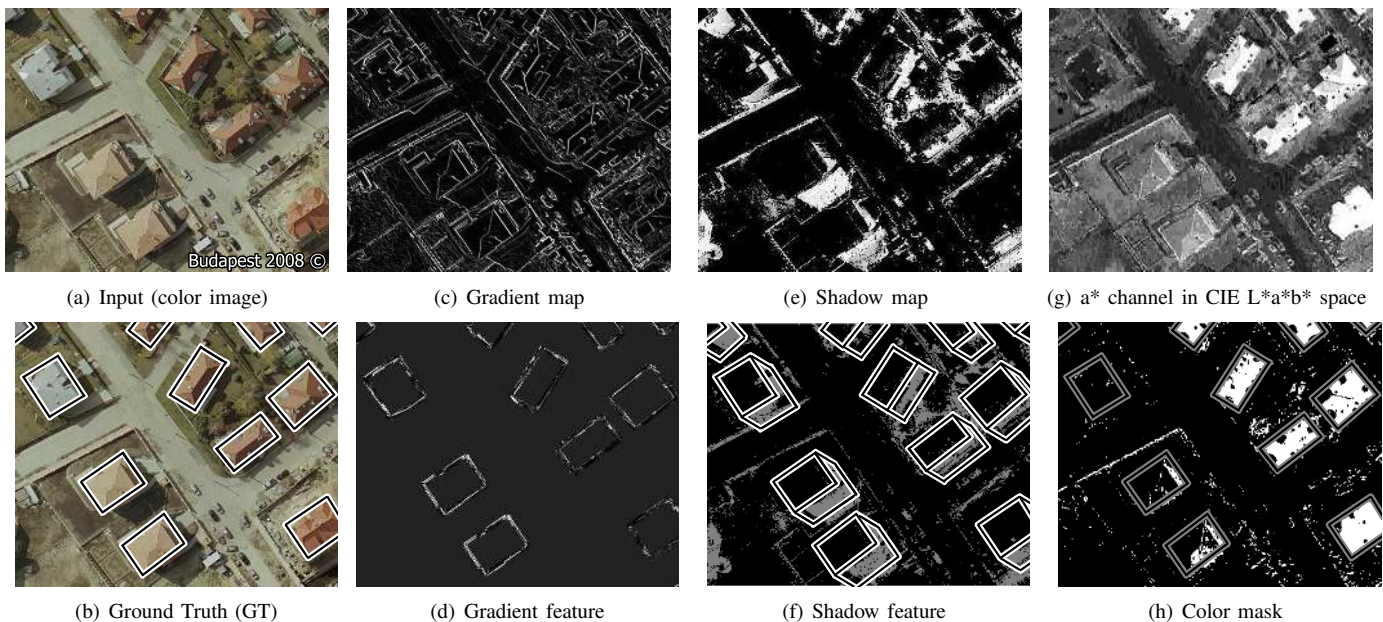 Budapest 2008 ©
(a) Input (color image)
(c) Gradient map
(e) Shadow map
(g) a* channel in CIE L*a*b* space
(b) Ground Truth (GT)
(d) Gradient feature
(f) Shadow feature
(h) Color mask